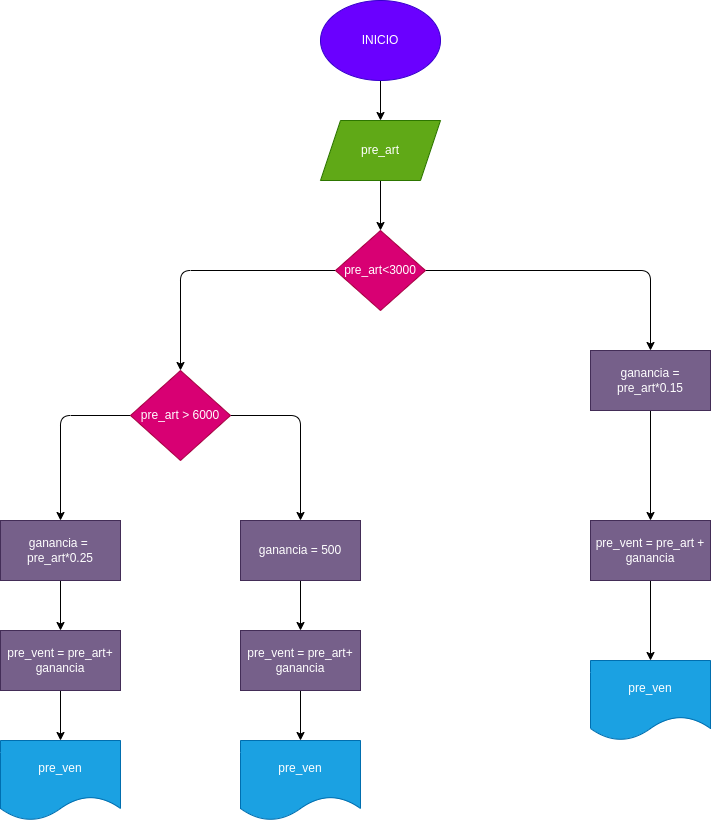 INICIO
pre_art
pre_art<3000
ganancia =
pre_art*0.15
pre_art > 6000
ganancia =
pre_art*0.25
ganancia = 500
pre_vent = pre_art +
ganancia
pre_vent = pre_art+
ganancia
pre_vent = pre_art+
ganancia
pre_ven
pre_ven
pre_ven